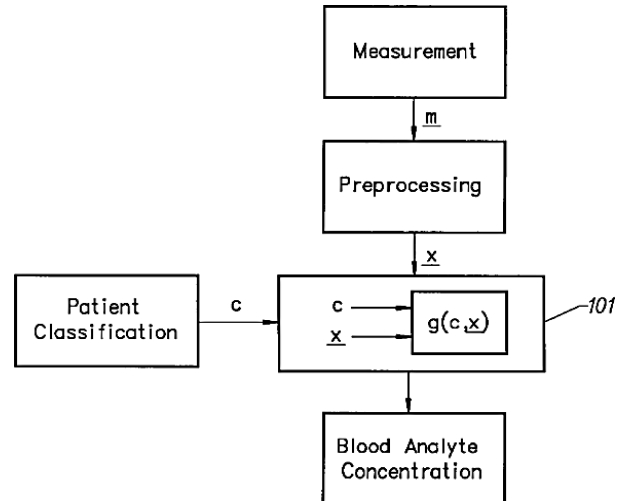 Measurement
m
Preprocessing
x
Patient
Classification
c
c
x
g(c,x)
101
Blood Analyte
Concentration